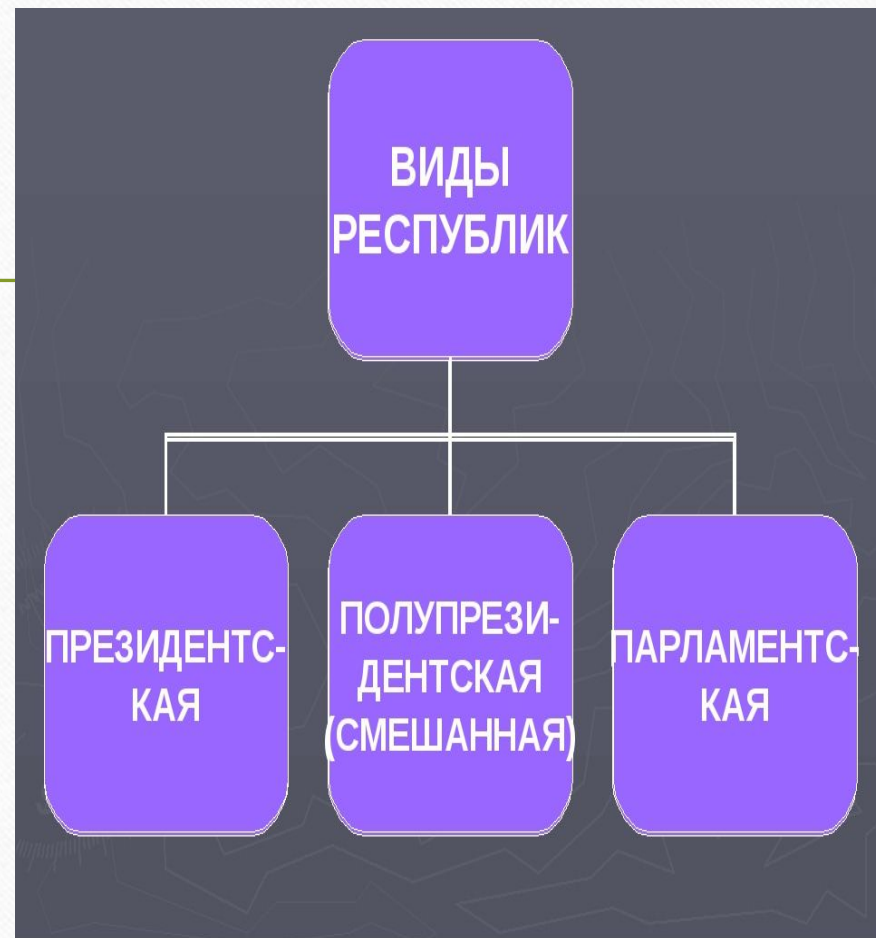 ВИДЫ
РЕСПУБЛИК
ПРЕЗИДЕНТС-
КАЯ
ПОЛУПРЕЗИ-
ДЕНТСКАЯ
(СМЕШАННАЯ)
ПАРЛАМЕНТС-
КАЯ